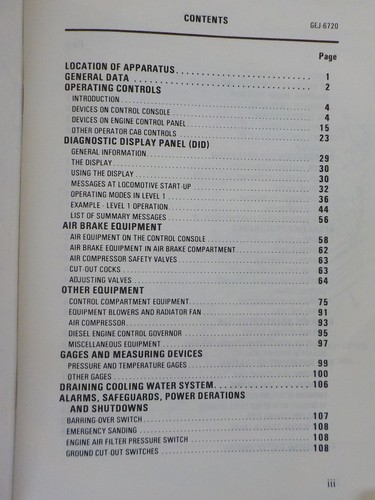 CONTENTS
GEJ-6720
Page
LOCATION OF APPARATUS. . . . . . . . . . . . . . . . . . . . . . . . . . . 1
GENERAL DATA . . . . . . . . . . . . . . . . . . . . . . . . . . . . . . . . . . . 2
OPERATING CONTROLS
INTRODUCTION . . . . . . . . . . . . . . . . . . . . . . . . . . . . . . . . . . . 4
DEVICES ON CONTROL CONSOLE . . . . . . . . . . . . . . . . . . . . . 4
DEVICES ON ENGINE CONTROL PANEL . . . . . . . . . . . . . . . . . 15
OTHER OPERATOR CAB CONTROLS . . . . . . . . . . . . . . . . . . . . 23
DIAGNOSTIC DISPLAY PANEL (DID)
GENERAL INFORMATION . . . . . . . . . . . . . . . . . . . . . . . . . . . . 29
THE DISPLAY . . . . . . . . . . . . . . . . . . . . . . . . . . . . . . . . . . . . 30
USING THE DISPLAY . . . . . . . . . . . . . . . . . . . . . . . . . . . . . . . 30
MESSAGES AT LOCOMOTIVE START-UP . . . . . . . . . . . . . . . . . 32
OPERATING MODES IN LEVEL 1 . . . . . . . . . . . . . . . . . . . . . . . 36
EXAMPLE - LEVEL 1 OPERATION . . . . . . . . . . . . . . . . . . . . . . . 44
LIST OF SUMMARY MESSAGES . . . . . . . . . . . . . . . . . . . . . . . . 56
AIR BRAKE EQUIPMENT
AIR EQUIPMENT ON THE CONTROL CONSOLE . . . . . . . . . . . . . . 58
AIR BRAKE EQUIPMENT IN AIR BRAKE COMPARTMENT . . . . . . . 62
AIR COMPRESSOR SAFETY VALVES . . . . . . . . . . . . . . . . . . . . . 63
CUT-OUT COCKS . . . . . . . . . . . . . . . . . . . . . . . . . . . . . . . . . . 63
ADJUSTING VALVES . . . . . . . . . . . . . . . . . . . . . . . . . . . . . . . 64
OTHER EQUIPMENT
CONTROL COMPARTMENT EQUIPMENT . . . . . . . . . . . . . . . . . . 75
EQUIPMENT BLOWERS AND RADIATOR FAN . . . . . . . . . . . . . . . 91
AIR COMPRESSOR . . . . . . . . . . . . . . . . . . . . . . . . . . . . . . . . 93
DIESEL ENGINE CONTROL GOVERNOR . . . . . . . . . . . . . . . . . . 95
MISCELLANEOUS EQUIPMENT . . . . . . . . . . . . . . . . . . . . . . . . 97
GAGES AND MEASURING DEVICES
PRESSURE AND TEMPERATURE GAGES . . . . . . . . . . . . . . . . . . 99
OTHER GAGES . . . . . . . . . . . . . . . . . . . . . . . . . . . . . . . . . . 100
DRAINING COOLING WATER SYSTEM. . . . . . . . . . . . . . . . . . . 106
ALARMS, SAFEGUARDS, POWER DERATIONS
AND SHUTDOWNS
BARRING-OVER SWITCH . . . . . . . . . . . . . . . . . . . . . . . . . . . . 107
EMERGENCY SANDING . . . . . . . . . . . . . . . . . . . . . . . . . . . . . 108
ENGINE AIR FILTER PRESSURE SWITCH . . . . . . . . . . . . . . . . . 108
GROUND CUT OUT SWITCHES . . . . . . . . . . . . . . . . . . . . . . . . 108
iii